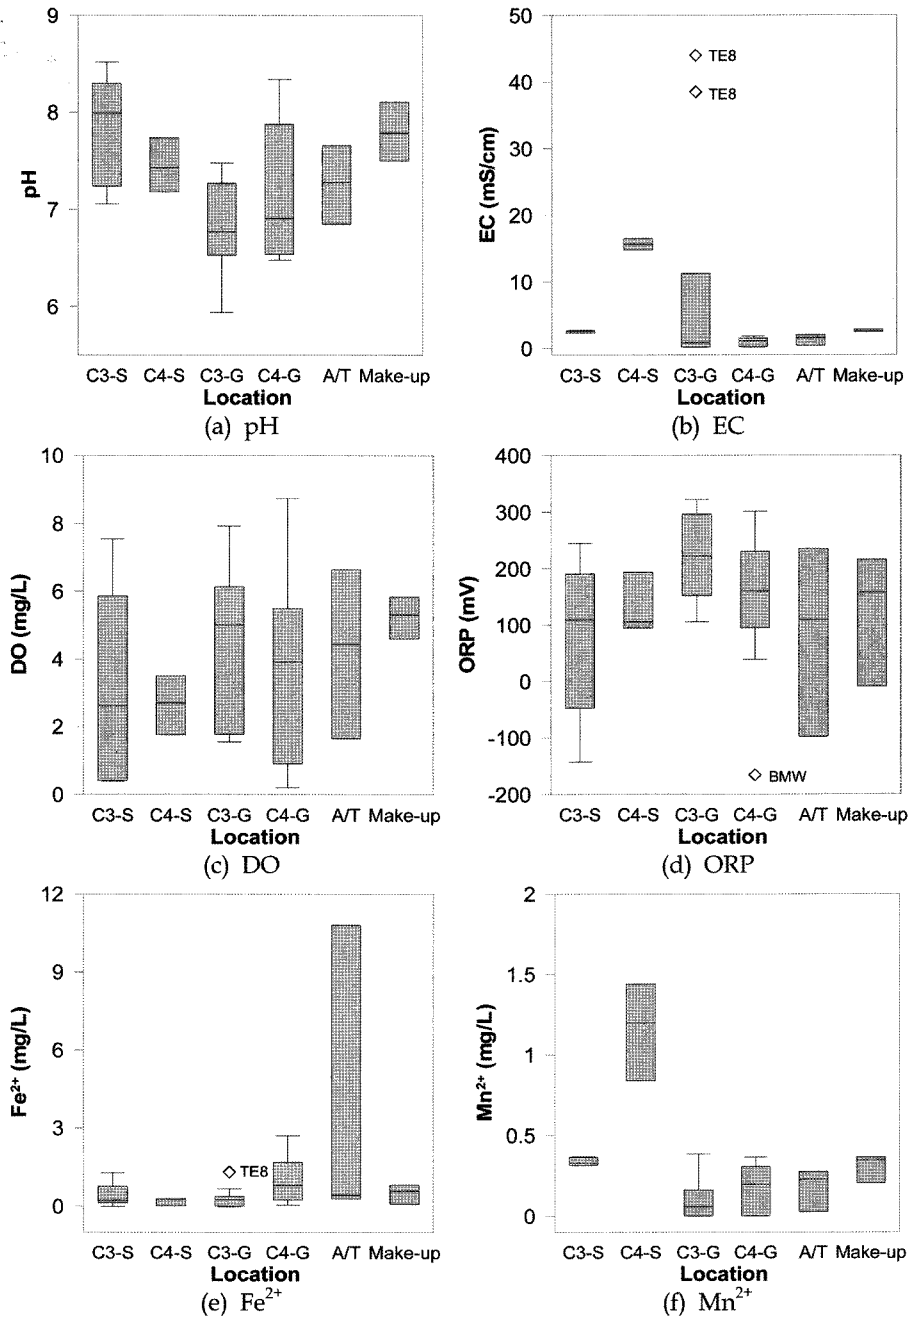 9
8
7
6
pH
C3-S C4-S C3-G C4-G A/T Make-up
Location
(a) pH
50
40
30
20
10
0
EC (mS/cm)
TE8
TE8
C3-S C4-S C3-G C4-G A/T Make-up
Location
(b) EC
10
8
6
4
2
0
DO (mg/L)
C3-S C4-S C3-G C4-G A/T Make-up
Location
(c) DO
400
300
200
100
0
-100
-200
ORP (mV)
BMW
C3-S C4-S C3-G C4-G A/T Make-up
Location
(d) ORP
12
9
6
3
0
Fe²⁺ (mg/L)
TE8
C3-S C4-S C3-G C4-G A/T Make-up
Location
(e) Fe²⁺
2
1.5
1
0.5
0
Mn²⁺ (mg/L)
C3-S C4-S C3-G C4-G A/T Make-up
Location
(f) Mn²⁺